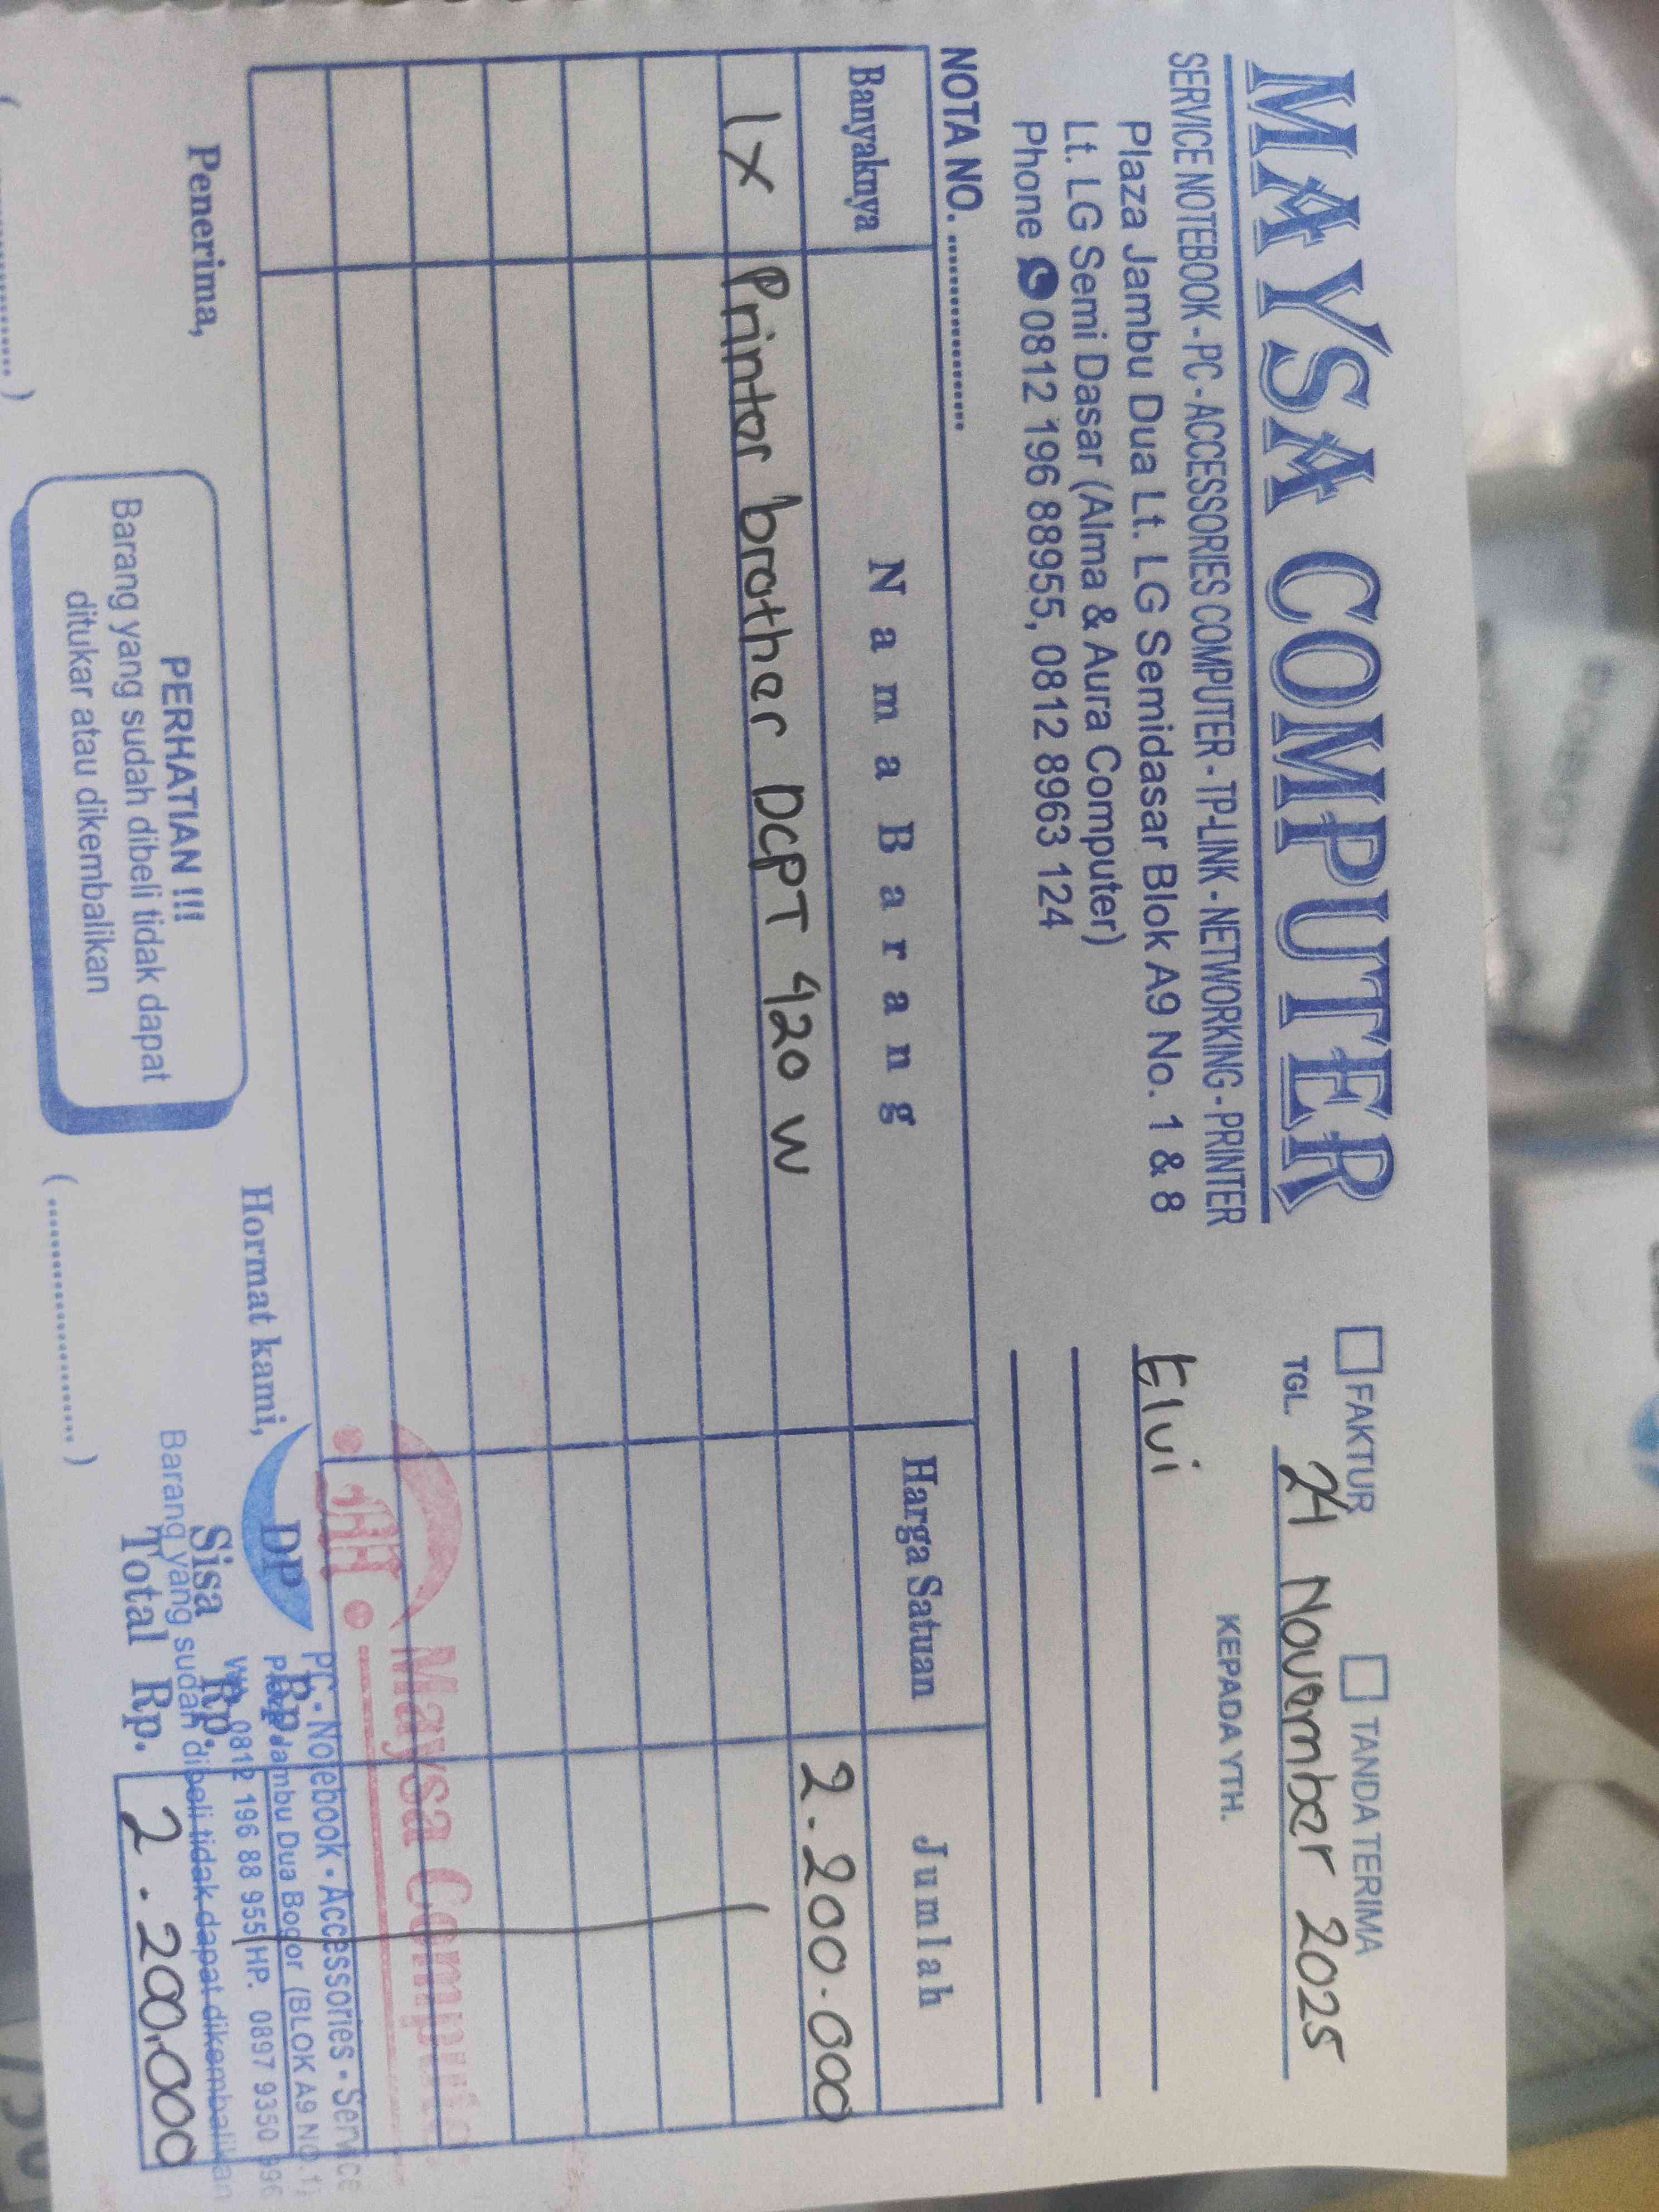 MAYSA COMPUTER
SERVICE NOTEBOOK - PC - ACCESSORIES COMPUTER - TP-LINK - NETWORKING - PRINTER
Plaza Jambu Dua Lt. LG Semidasar Blok A9 No. 1 & 8
Lt. LG Semi Dasar (Alma & Aura Computer)
Phone 0812 196 88955, 0812 8963 124
FAKTUR TANDA TERIMA
TGL. 24 November 2025
KEPADA YTH.
Elvi
NOTA NO. ....................
Banyaknya Nama Barang Harga Satuan Jumlah
1x Printer brother DCPT 420 W 2.200.000
Penerima,
(..................)
PERHATIAN !!!
Barang yang sudah dibeli tidak dapat
ditukar atau dikembalikan
Hormat kami,
(........................)
Maysa Computer
PC - Notebook - Accessories - Service
Plaza Jambu Dua Bogor (BLOK A9 NO.1)
WA. 0812 196 88 955 HP. 0897 9350 996
Barang yang sudah dibeli tidak dapat dikembalikan
DP Rp.
Sisa Rp.
Total Rp. 2.200.000